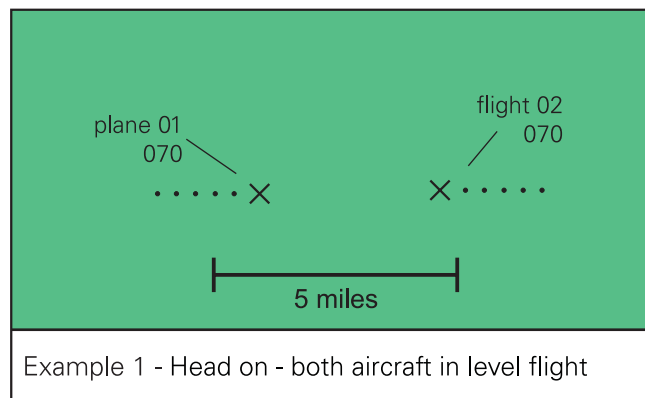 plane 01
070
flight 02
070
5 miles
Example 1 - Head on - both aircraft in level flight